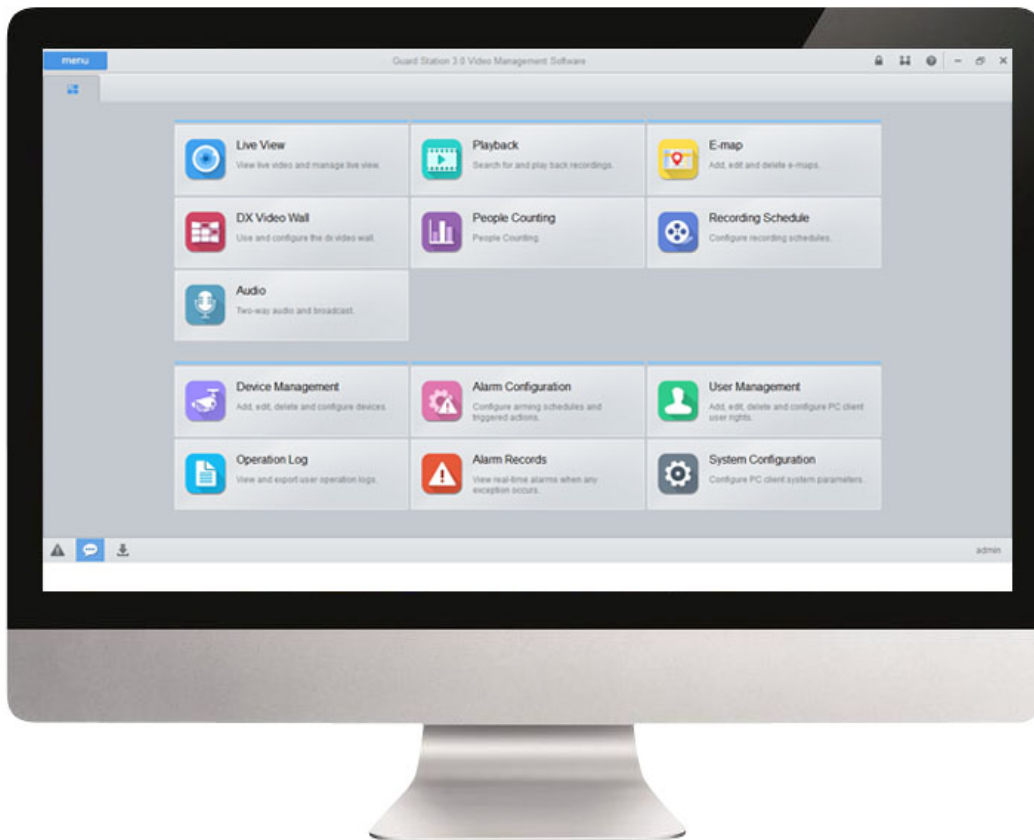 menu
Guard Station 3.0 Video Management Software
Live View
View live video and manage live view.
Playback
Search for and play back recordings.
E-map
Add, edit and delete e-maps.
DX Video Wall
Use and configure the dx video wall.
People Counting
People Counting
Recording Schedule
Configure recording schedules.
Audio
Two-way audio and broadcast.
Device Management
Add, edit, delete and configure devices.
Alarm Configuration
Configure arming schedules and
triggered actions.
User Management
Add, edit, delete and configure PC client
user rights.
Operation Log
View and export user operation logs.
Alarm Records
View real-time alarms when any
exception occurs.
System Configuration
Configure PC client system parameters.
admin